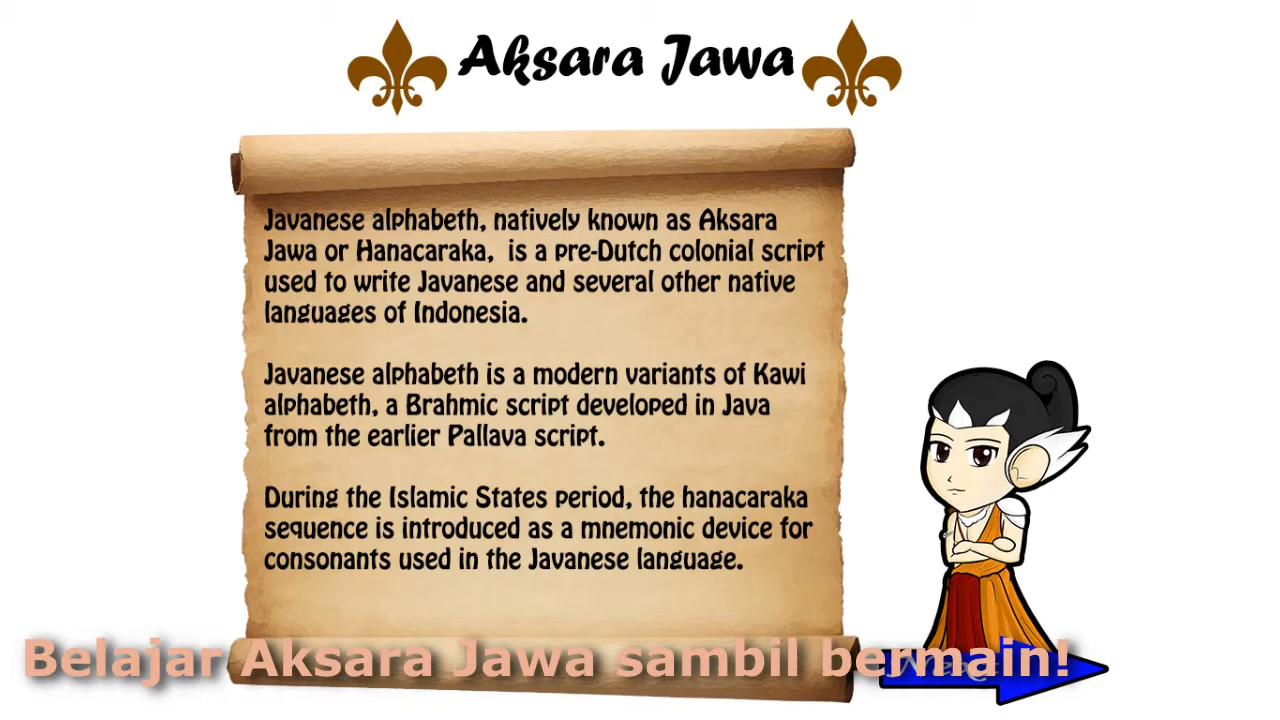 Aksara Jawa
Javanese alphabeth, natively known as Aksara
Jawa or Hanacaraka, is a pre-Dutch colonial script
used to write Javanese and several other native
languages of Indonesia.
Javanese alphabeth is a modern variants of Kawi
alphabeth, a Brahmic script developed in Java
from the earlier Pallava script.
During the Islamic States period, the hanacaraka
sequence is introduced as a mnemonic device for
consonants used in the Javanese language.
Belajar Aksara Jawa sambil bermain!